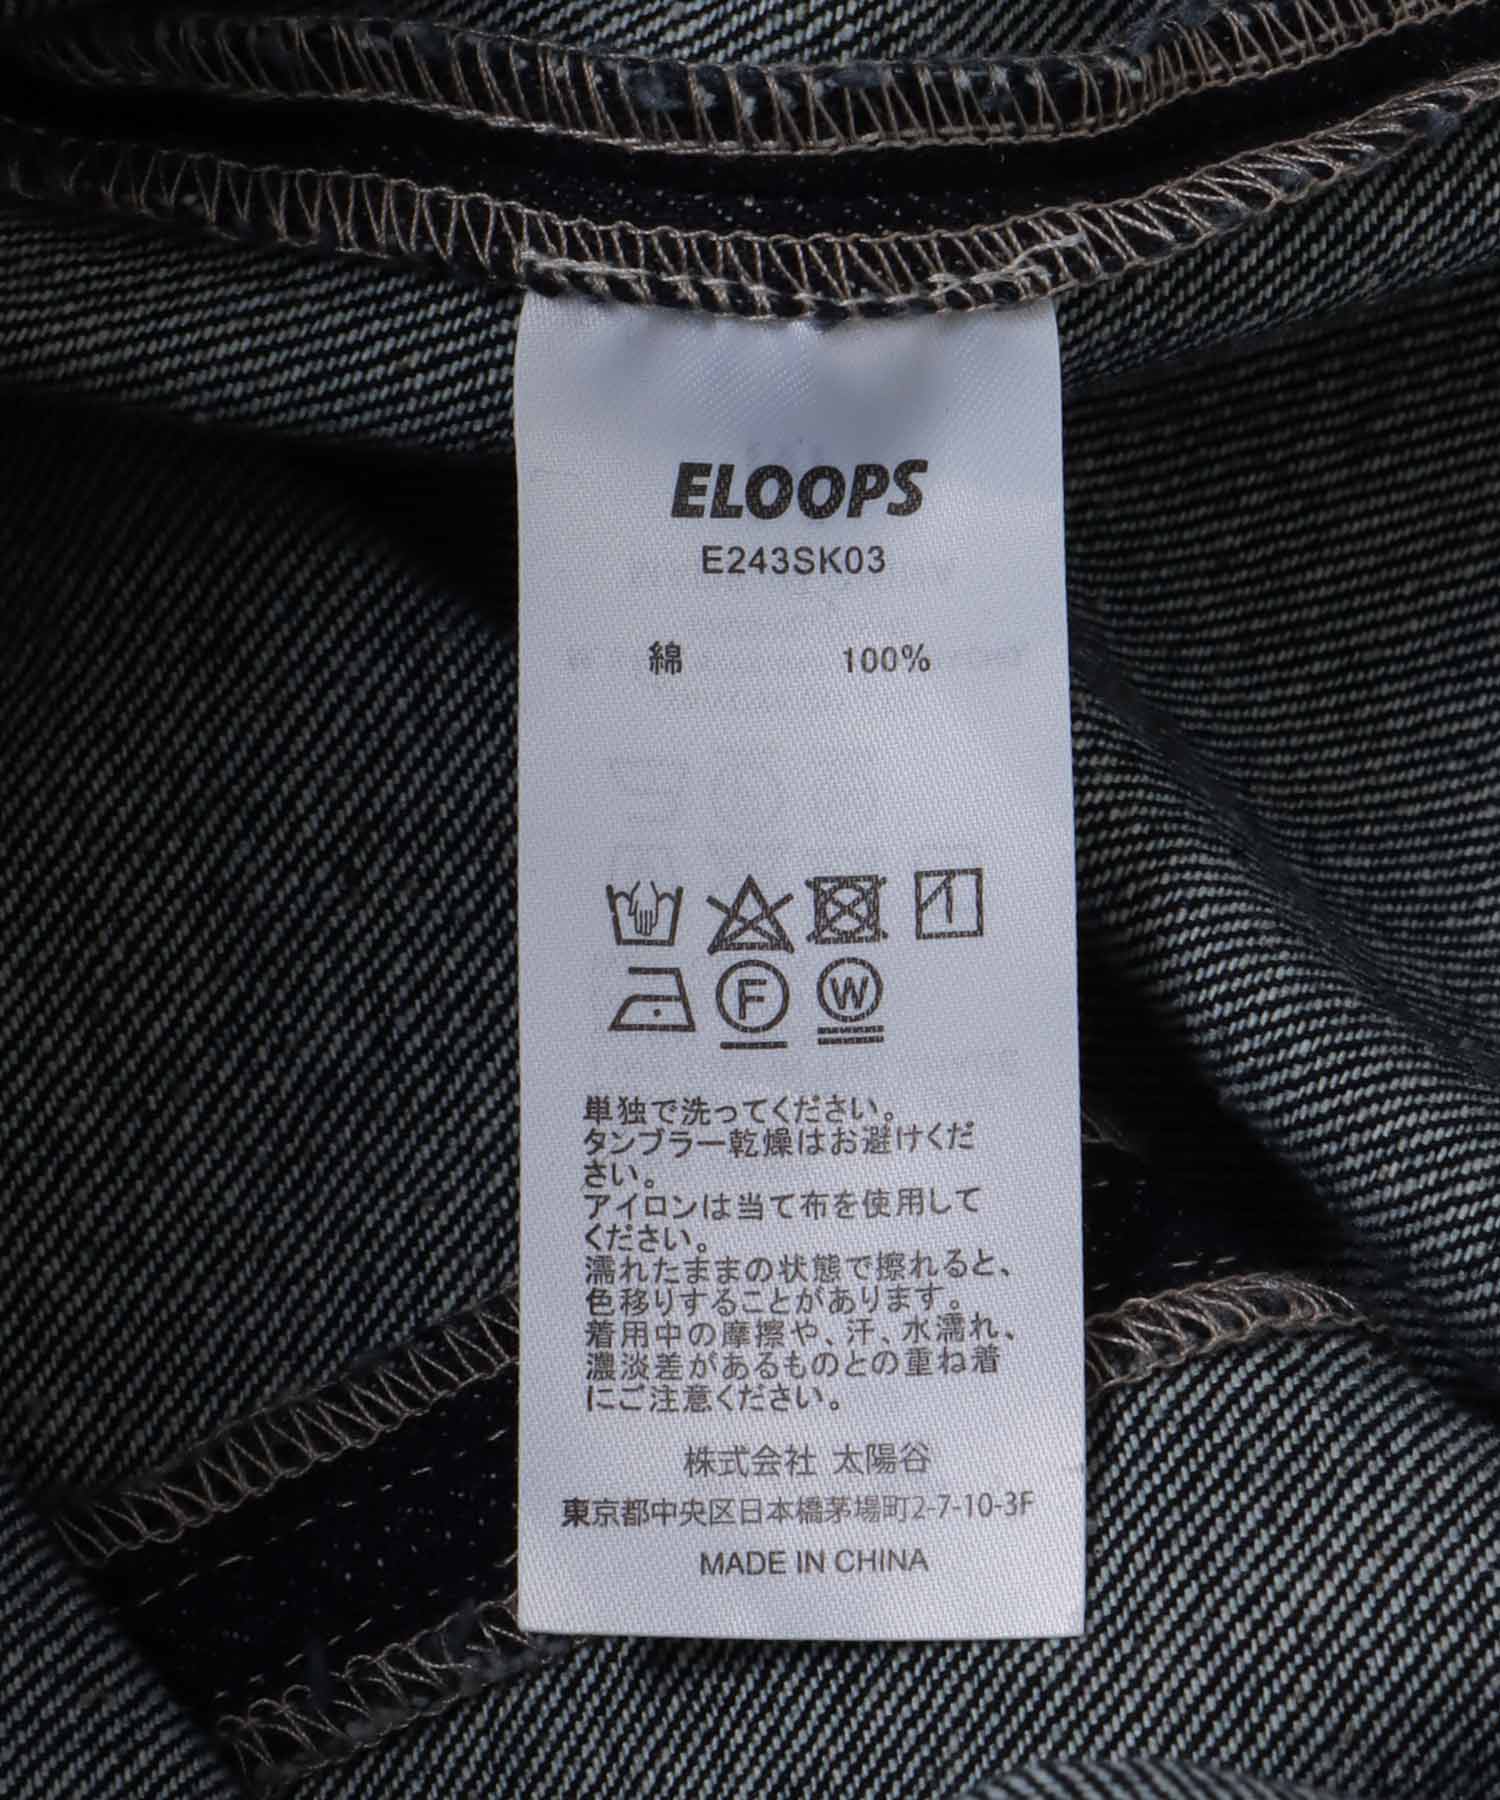 ELOOPS
E243SK03
綿 100%
F W
単独で洗ってください。
タンブラー乾燥はお避けくだ
さい。
アイロンは当て布を使用して
ください。
濡れたままの状態で擦れると、
色移りすることがあります。
着用中の摩擦や、汗、水濡れ、
濃淡差があるものとの重ね着
にご注意ください。
株式会社 太陽谷
東京都中央区日本橋茅場町2-7-10-3F
MADE IN CHINA